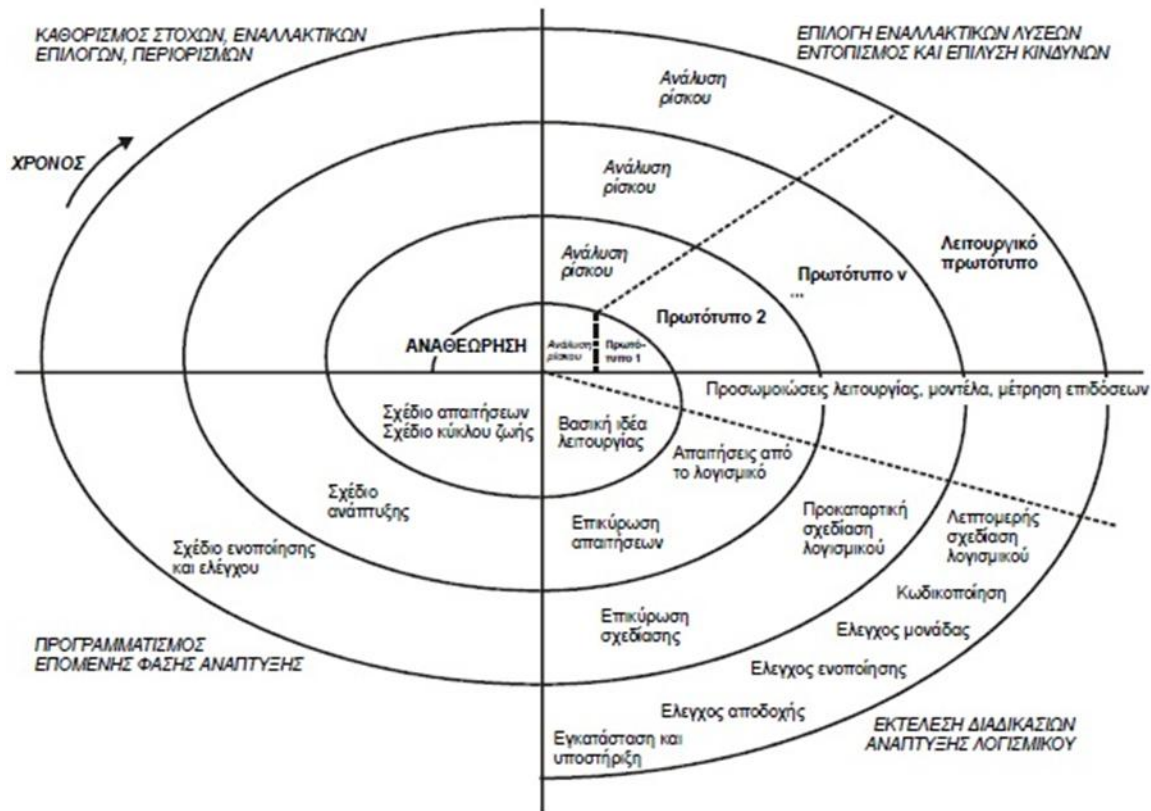 ΚΑΘΟΡΙΣΜΟΣ ΣΤΟΧΩΝ, ΕΝΑΛΛΑΚΤΙΚΩΝ
ΕΠΙΛΟΓΩΝ, ΠΕΡΙΟΡΙΣΜΩΝ
ΕΠΙΛΟΓΗ ΕΝΑΛΛΑΚΤΙΚΩΝ ΛΥΣΕΩΝ
ΕΝΤΟΠΙΣΜΟΣ ΚΑΙ ΕΠΙΛΥΣΗ ΚΙΝΔΥΝΩΝ
ΧΡΟΝΟΣ
Ανάλυση
ρίσκου
Ανάλυση
ρίσκου
Ανάλυση
ρίσκου
Λειτουργικό
πρωτότυπο
Πρωτότυπο ν
...
Πρωτότυπο 2
ΑΝΑΘΕΩΡΗΣΗ
Ανάλυση
ρίσκου
Πρωτό-
τυπο 1
Προσωμοιώσεις λειτουργίας, μοντέλα, μέτρηση επιδόσεων
Σχέδιο απαιτήσεων
Σχέδιο κύκλου ζωής
Βασική ιδέα
λειτουργίας
Απαιτήσεις από
το λογισμικό
Σχέδιο
ανάπτυξης
Επικύρωση
απαιτήσεων
Προκαταρτική
σχεδίαση
λογισμικού
Λεπτομερής
σχεδίαση
λογισμικού
Σχέδιο ενοποίησης
και ελέγχου
Κωδικοποίηση
Επικύρωση
σχεδίασης
Ελεγχος μονάδας
Ελεγχος ενοποίησης
Ελεγχος αποδοχής
Εγκατάσταση και
υποστήριξη
ΠΡΟΓΡΑΜΜΑΤΙΣΜΟΣ
ΕΠΟΜΕΝΗΣ ΦΑΣΗΣ ΑΝΑΠΤΥΞΗΣ
ΕΚΤΕΛΕΣΗ ΔΙΑΔΙΚΑΣΙΩΝ
ΑΝΑΠΤΥΞΗΣ ΛΟΓΙΣΜΙΚΟΥ